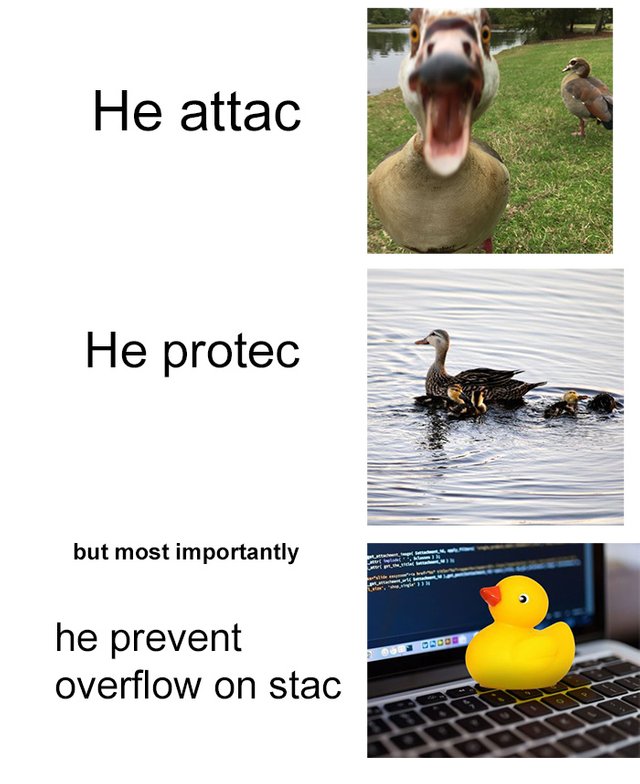 He attac
He protec
but most importantly
he prevent
overflow on stac